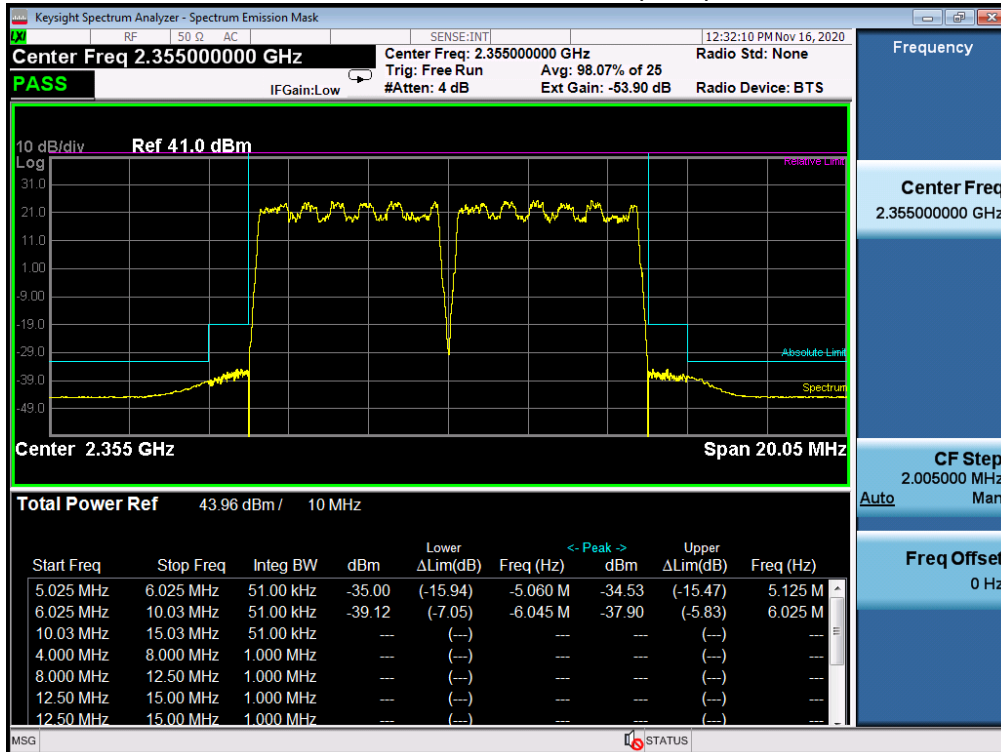 Keysight Spectrum Analyzer - Spectrum Emission Mask
LXI RF 50 Ω AC SENSE:INT 12:32:10 PM Nov 16, 2020
Center Freq 2.355000000 GHz
Center Freq: 2.355000000 GHz Radio Std: None
Trig: Free Run Avg: 98.07% of 25
PASS IFGain:Low #Atten: 4 dB Ext Gain: -53.90 dB Radio Device: BTS
10 dB/div Ref 41.0 dBm
Log
Relative Limit
31.0
21.0
11.0
1.00
-9.00
-19.0
-29.0
Absolute Limit
-39.0
Spectrum
-49.0
Center 2.355 GHz Span 20.05 MHz
Total Power Ref 43.96 dBm / 10 MHz
Lower <- Peak -> Upper
Start Freq Stop Freq Integ BW dBm ΔLim(dB) Freq (Hz) dBm ΔLim(dB) Freq (Hz)
5.025 MHz 6.025 MHz 51.00 kHz -35.00 (-15.94) -5.060 M -34.53 (-15.47) 5.125 M
6.025 MHz 10.03 MHz 51.00 kHz -39.12 (-7.05) -6.045 M -37.90 (-5.83) 6.025 M
10.03 MHz 15.03 MHz 51.00 kHz --- (---) --- --- (---) ---
4.000 MHz 8.000 MHz 1.000 MHz --- (---) --- --- (---) ---
8.000 MHz 12.50 MHz 1.000 MHz --- (---) --- --- (---) ---
12.50 MHz 15.00 MHz 1.000 MHz --- (---) --- --- (---) ---
12.50 MHz 15.00 MHz 1.000 MHz --- (---) --- --- (---) ---
MSG STATUS
Frequency
Center Freq
2.355000000 GHz
CF Step
2.005000 MHz
Auto Man
Freq Offset
0 Hz